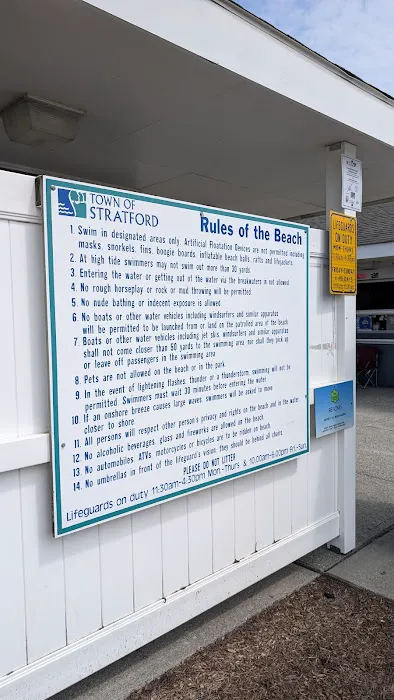 TOWN OF
STRATFORD
Rules of the Beach
1. Swim in designated areas only. Artificial Floatation Devices are not permitted including
masks, snorkels, fins, boogie boards, inflatable beach balls, rafts and lifejackets.
2. At high tide swimmers may not swim out more than 30 yards
3. Entering the water or getting out of the water via the breakwaters is not allowed
4. No rough horseplay or rock or mud throwing will be permitted
5. No nude bathing or indecent exposure is allowed
6. No boats or other water vehicles including windsurfers and similar apparatus
will be permitted to be launched from or land on the patrolled area of the beach
7. Boats or other water vehicles including jet skis, windsurfers and similar apparatus
shall not come closer than 50 yards to the swimming area nor shall they pick up
or leave off passengers in the swimming area
8. Pets are not allowed on the beach or in the park.
9. In the event of lightening flashes, thunder or a thunderstorm, swimming will not be
permitted. Swimmers must wait 30 minutes before entering the water.
10. If an onshore breeze causes large waves, swimmers will be asked to move
closer to shore.
11. All persons will respect other person's privacy and rights on the beach and in the water
12. No alcoholic beverages, glass and fireworks are allowed on the beach.
13. No automobiles, ATVs, motorcycles or bicycles are to be ridden on beach.
14. No umbrellas in front of the lifeguard's vision; they should be behind all chairs.
PLEASE DO NOT LITTER
Lifeguards on duty 11:30am-4:30pm Mon.-Thurs & 10:00am-6:00pm Fri-Sun
LIFEGUARDS
ON DUTY